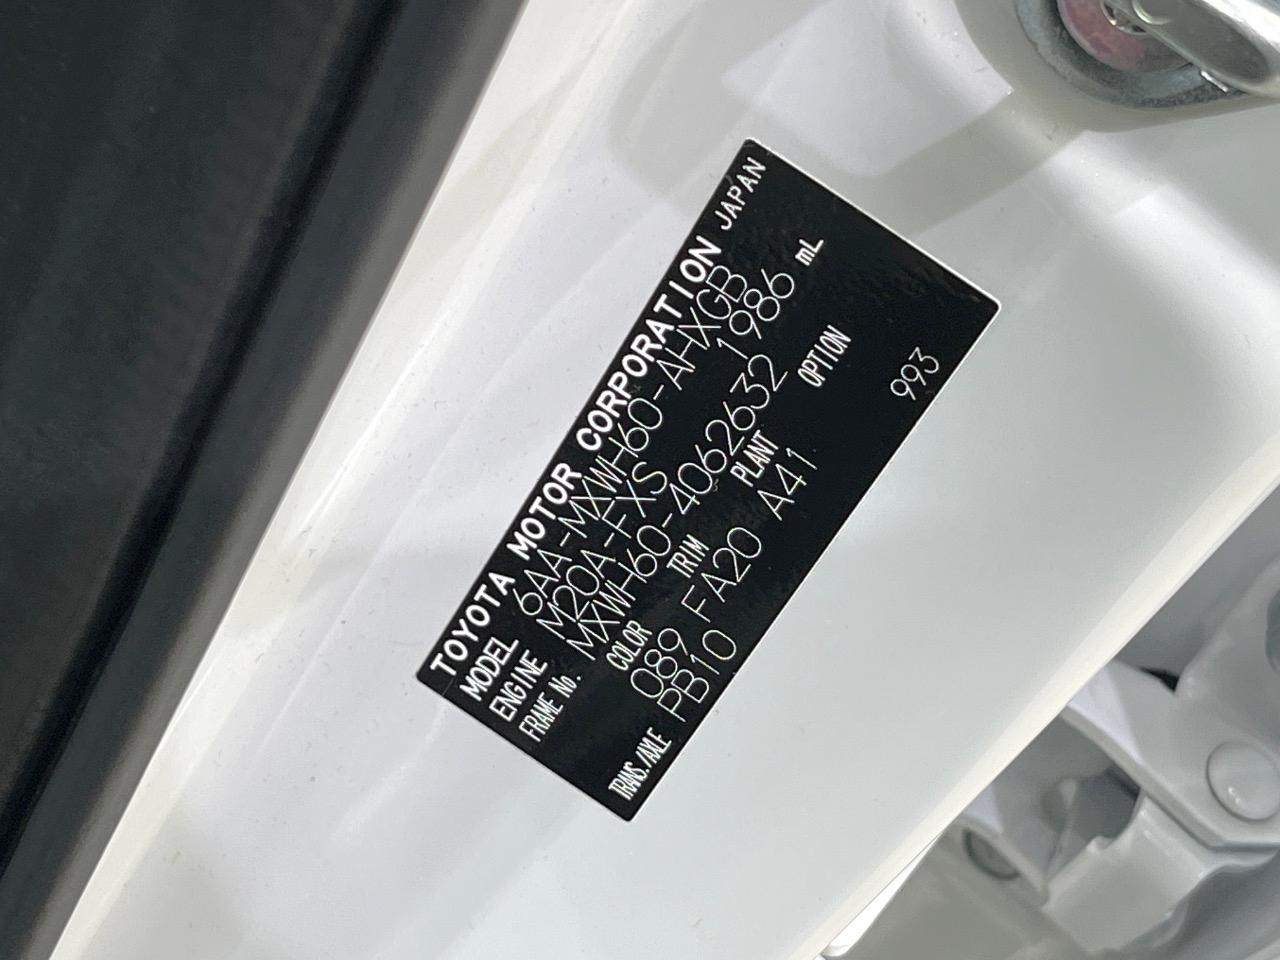 TOYOTA MOTOR CORPORATION JAPAN
MODEL 6AA-MXWH60-AHXGB
ENGINE M20A-FXS 1986 mL
FRAME No. MXWH60-4062632
COLOR TRIM PLANT OPTION
089 FA20 A41
TRANS./AXLE PB10 993